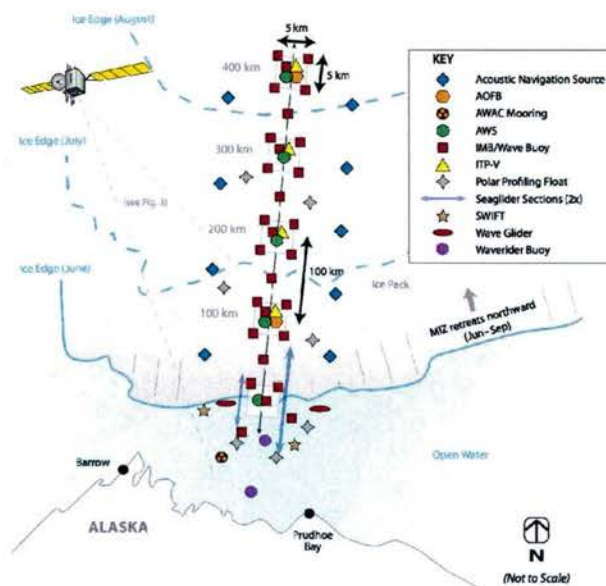 5 km
Ice Edge (August)
400 km
5 km
KEY
Acoustic Navigation Source
AOFB
AWAC Mooring
AWS
IMB/Wave Buoy
ITP-V
Polar Profiling Float
Seaglider Sections (2x)
SWIFT
Wave Glider
Waverider Buoy
Ice Edge (July)
300 km
200 km
Ice Edge (June)
100 km
Ice Pack
100 km
MIZ retreats northward
(Jun-Sep)
Open Water
Barrow
ALASKA
Prudhoe
Bay
N
(Not to Scale)